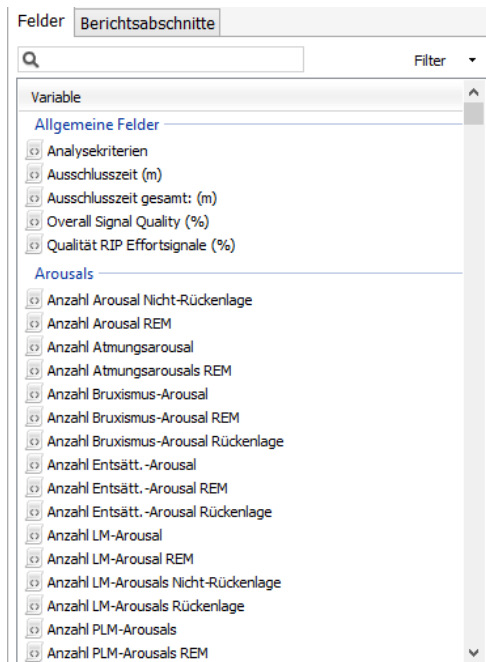 Felder Berichtsabschnitte
Filter
Variable
Allgemeine Felder
Analysekriterien
Ausschlusszeit (m)
Ausschlusszeit gesamt: (m)
Overall Signal Quality (%)
Qualität RIP Effortsignale (%)
Arousals
Anzahl Arousal Nicht-Rückenlage
Anzahl Arousal REM
Anzahl Atmungsarousal
Anzahl Atmungsarousals REM
Anzahl Bruxismus-Arousal
Anzahl Bruxismus-Arousal REM
Anzahl Bruxismus-Arousal Rückenlage
Anzahl Entsätt.-Arousal
Anzahl Entsätt.-Arousal REM
Anzahl Entsätt.-Arousal Rückenlage
Anzahl LM-Arousal
Anzahl LM-Arousal REM
Anzahl LM-Arousals Nicht-Rückenlage
Anzahl LM-Arousals Rückenlage
Anzahl PLM-Arousals
Anzahl PLM-Arousals REM